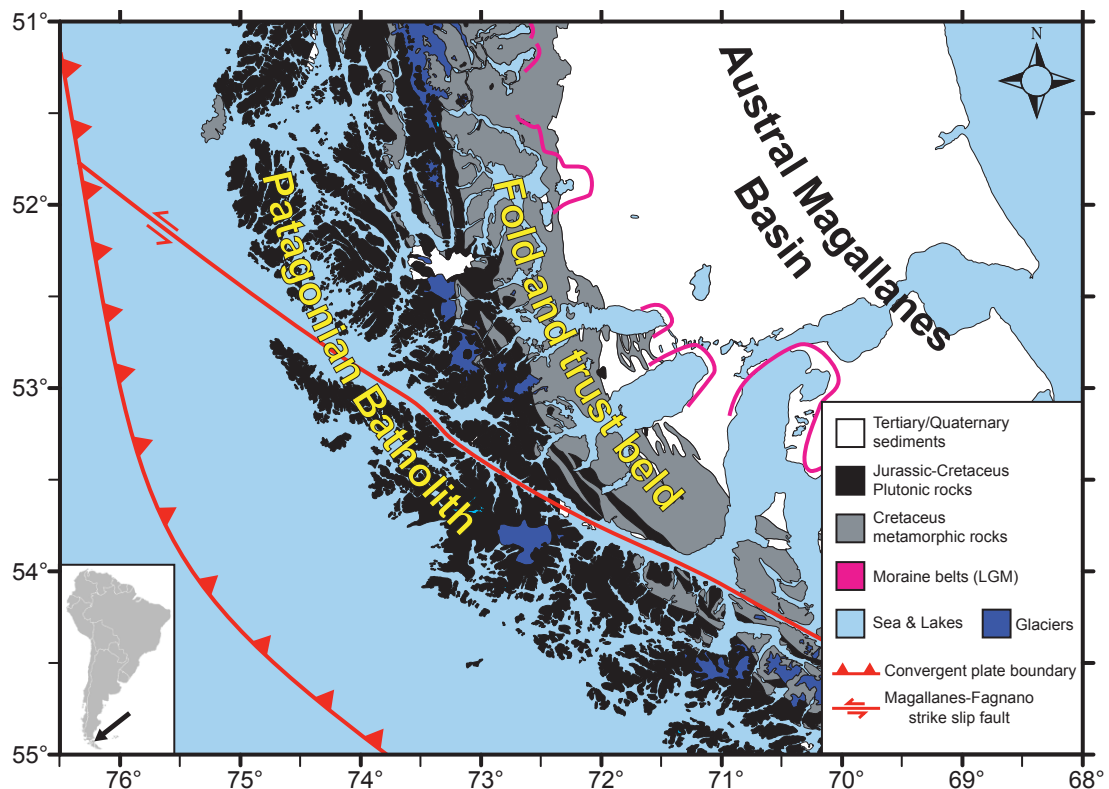 51°
52°
53°
54°
55°
76°
75°
74°
73°
72°
71°
70°
69°
68°
N
Austral Magallanes
Basin
Patagonian Batholith
Fold and trust beld
Tertiary/Quaternary
sediments
Jurassic-Cretaceus
Plutonic rocks
Cretaceus
metamorphic rocks
Moraine belts (LGM)
Sea & Lakes
Glaciers
Convergent plate boundary
Magallanes-Fagnano
strike slip fault